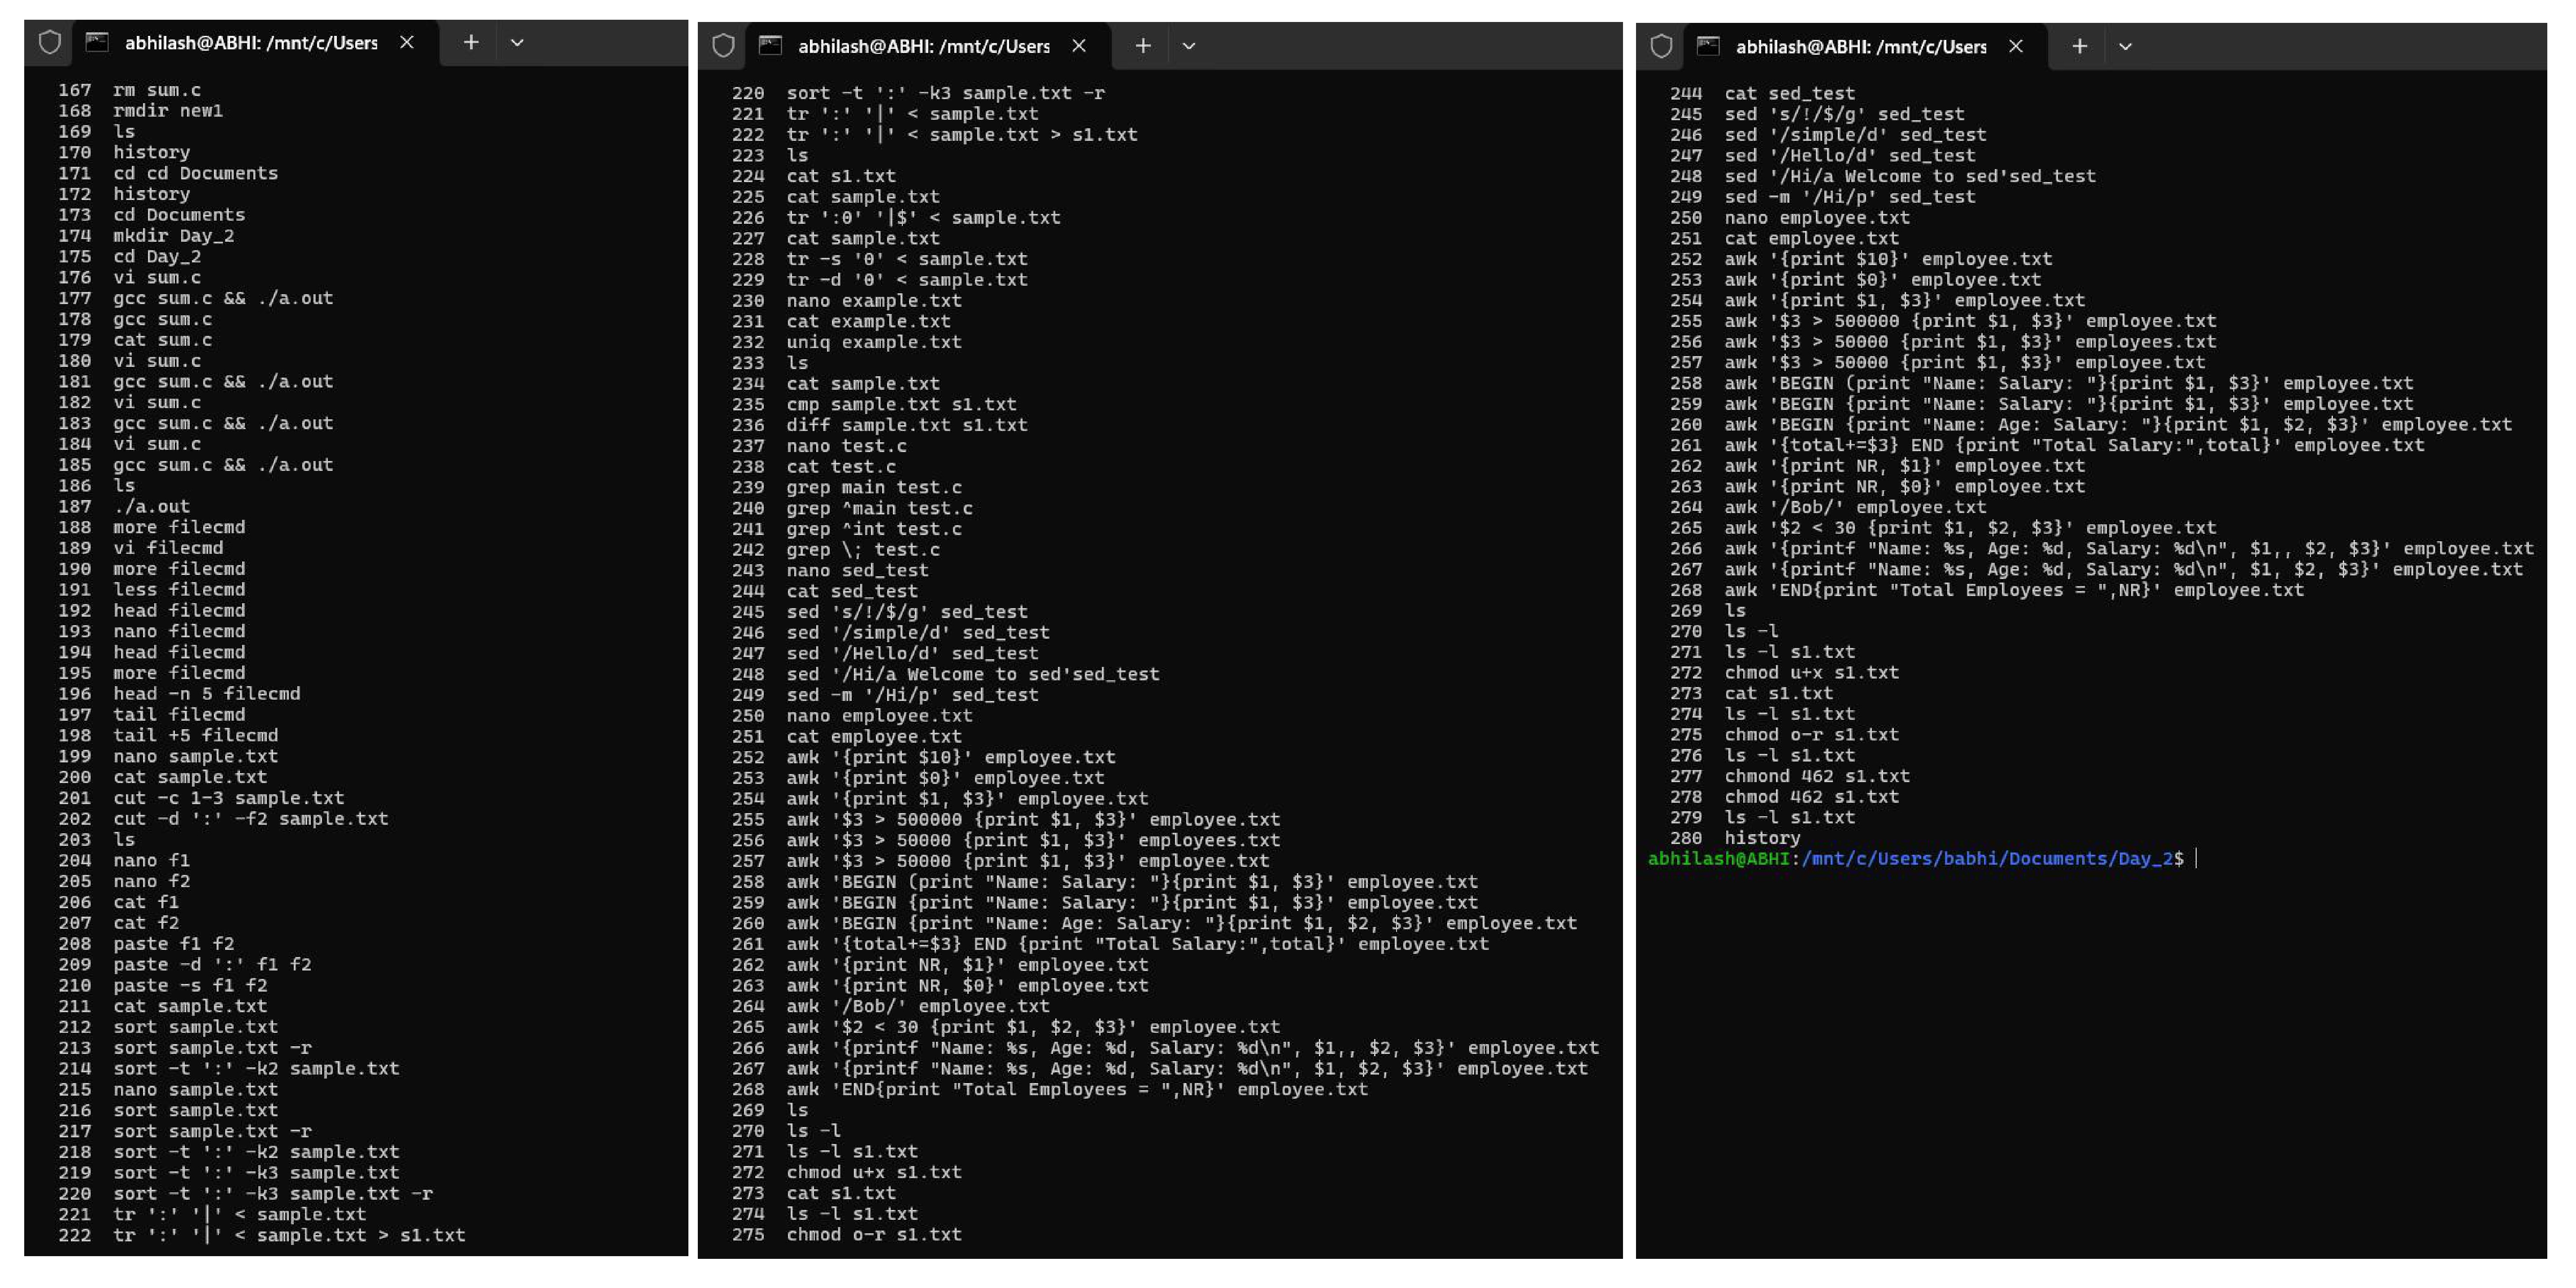 abhilash@ABHI: /mnt/c/Users
167 rm sum.c
168 rmdir new1
169 ls
170 history
171 cd cd Documents
172 history
173 cd Documents
174 mkdir Day_2
175 cd Day_2
176 vi sum.c
177 gcc sum.c && ./a.out
178 gcc sum.c
179 cat sum.c
180 vi sum.c
181 gcc sum.c && ./a.out
182 vi sum.c
183 gcc sum.c && ./a.out
184 vi sum.c
185 gcc sum.c && ./a.out
186 ls
187 ./a.out
188 more filecmd
189 vi filecmd
190 more filecmd
191 less filecmd
192 head filecmd
193 nano filecmd
194 head filecmd
195 more filecmd
196 head -n 5 filecmd
197 tail filecmd
198 tail +5 filecmd
199 nano sample.txt
200 cat sample.txt
201 cut -c 1-3 sample.txt
202 cut -d ':' -f2 sample.txt
203 ls
204 nano f1
205 nano f2
206 cat f1
207 cat f2
208 paste f1 f2
209 paste -d ':' f1 f2
210 paste -s f1 f2
211 cat sample.txt
212 sort sample.txt
213 sort sample.txt -r
214 sort -t ':' -k2 sample.txt
215 nano sample.txt
216 sort sample.txt
217 sort sample.txt -r
218 sort -t ':' -k2 sample.txt
219 sort -t ':' -k3 sample.txt
220 sort -t ':' -k3 sample.txt -r
221 tr ':' '|' < sample.txt
222 tr ':' '|' < sample.txt > s1.txt
abhilash@ABHI: /mnt/c/Users
220 sort -t ':' -k3 sample.txt -r
221 tr ':' '|' < sample.txt
222 tr ':' '|' < sample.txt > s1.txt
223 ls
224 cat s1.txt
225 cat sample.txt
226 tr ':0' '|$' < sample.txt
227 cat sample.txt
228 tr -s '0' < sample.txt
229 tr -d '0' < sample.txt
230 nano example.txt
231 cat example.txt
232 uniq example.txt
233 ls
234 cat sample.txt
235 cmp sample.txt s1.txt
236 diff sample.txt s1.txt
237 nano test.c
238 cat test.c
239 grep main test.c
240 grep ^main test.c
241 grep ^int test.c
242 grep \; test.c
243 nano sed_test
244 cat sed_test
245 sed 's/!/$/g' sed_test
246 sed '/simple/d' sed_test
247 sed '/Hello/d' sed_test
248 sed '/Hi/a Welcome to sed'sed_test
249 sed -m '/Hi/p' sed_test
250 nano employee.txt
251 cat employee.txt
252 awk '{print $10}' employee.txt
253 awk '{print $0}' employee.txt
254 awk '{print $1, $3}' employee.txt
255 awk '$3 > 500000 {print $1, $3}' employee.txt
256 awk '$3 > 50000 {print $1, $3}' employees.txt
257 awk '$3 > 50000 {print $1, $3}' employee.txt
258 awk 'BEGIN (print "Name: Salary: "}{print $1, $3}' employee.txt
259 awk 'BEGIN {print "Name: Salary: "}{print $1, $3}' employee.txt
260 awk 'BEGIN {print "Name: Age: Salary: "}{print $1, $2, $3}' employee.txt
261 awk '{total+=$3} END {print "Total Salary:",total}' employee.txt
262 awk '{print NR, $1}' employee.txt
263 awk '{print NR, $0}' employee.txt
264 awk '/Bob/' employee.txt
265 awk '$2 < 30 {print $1, $2, $3}' employee.txt
266 awk '{printf "Name: %s, Age: %d, Salary: %d\n", $1,, $2, $3}' employee.txt
267 awk '{printf "Name: %s, Age: %d, Salary: %d\n", $1, $2, $3}' employee.txt
268 awk 'END{print "Total Employees = ",NR}' employee.txt
269 ls
270 ls -l
271 ls -l s1.txt
272 chmod u+x s1.txt
273 cat s1.txt
274 ls -l s1.txt
275 chmod o-r s1.txt
abhilash@ABHI: /mnt/c/Users
244 cat sed_test
245 sed 's/!/$/g' sed_test
246 sed '/simple/d' sed_test
247 sed '/Hello/d' sed_test
248 sed '/Hi/a Welcome to sed'sed_test
249 sed -m '/Hi/p' sed_test
250 nano employee.txt
251 cat employee.txt
252 awk '{print $10}' employee.txt
253 awk '{print $0}' employee.txt
254 awk '{print $1, $3}' employee.txt
255 awk '$3 > 500000 {print $1, $3}' employee.txt
256 awk '$3 > 50000 {print $1, $3}' employees.txt
257 awk '$3 > 50000 {print $1, $3}' employee.txt
258 awk 'BEGIN (print "Name: Salary: "}{print $1, $3}' employee.txt
259 awk 'BEGIN {print "Name: Salary: "}{print $1, $3}' employee.txt
260 awk 'BEGIN {print "Name: Age: Salary: "}{print $1, $2, $3}' employee.txt
261 awk '{total+=$3} END {print "Total Salary:",total}' employee.txt
262 awk '{print NR, $1}' employee.txt
263 awk '{print NR, $0}' employee.txt
264 awk '/Bob/' employee.txt
265 awk '$2 < 30 {print $1, $2, $3}' employee.txt
266 awk '{printf "Name: %s, Age: %d, Salary: %d\n", $1,, $2, $3}' employee.txt
267 awk '{printf "Name: %s, Age: %d, Salary: %d\n", $1, $2, $3}' employee.txt
268 awk 'END{print "Total Employees = ",NR}' employee.txt
269 ls
270 ls -l
271 ls -l s1.txt
272 chmod u+x s1.txt
273 cat s1.txt
274 ls -l s1.txt
275 chmod o-r s1.txt
276 ls -l s1.txt
277 chmond 462 s1.txt
278 chmod 462 s1.txt
279 ls -l s1.txt
280 history
abhilash@ABHI:/mnt/c/Users/babhi/Documents/Day_2$